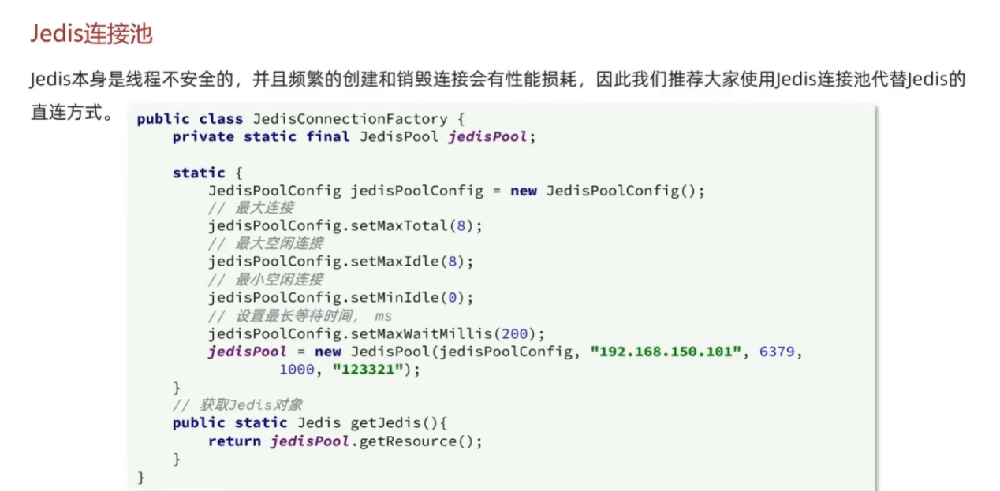 Jedis连接池
Jedis本身是线程不安全的，并且频繁的创建和销毁连接会有性能损耗，因此我们推荐大家使用Jedis连接池代替Jedis的
直连方式。
public class JedisConnectionFactory {
    private static final JedisPool jedisPool;

    static {
        JedisPoolConfig jedisPoolConfig = new JedisPoolConfig();
        // 最大连接
        jedisPoolConfig.setMaxTotal(8);
        // 最大空闲连接
        jedisPoolConfig.setMaxIdle(8);
        // 最小空闲连接
        jedisPoolConfig.setMinIdle(0);
        // 设置最长等待时间， ms
        jedisPoolConfig.setMaxWaitMillis(200);
        jedisPool = new JedisPool(jedisPoolConfig, "192.168.150.101", 6379,
                1000, "123321");
    }
    // 获取Jedis对象
    public static Jedis getJedis(){
        return jedisPool.getResource();
    }
}